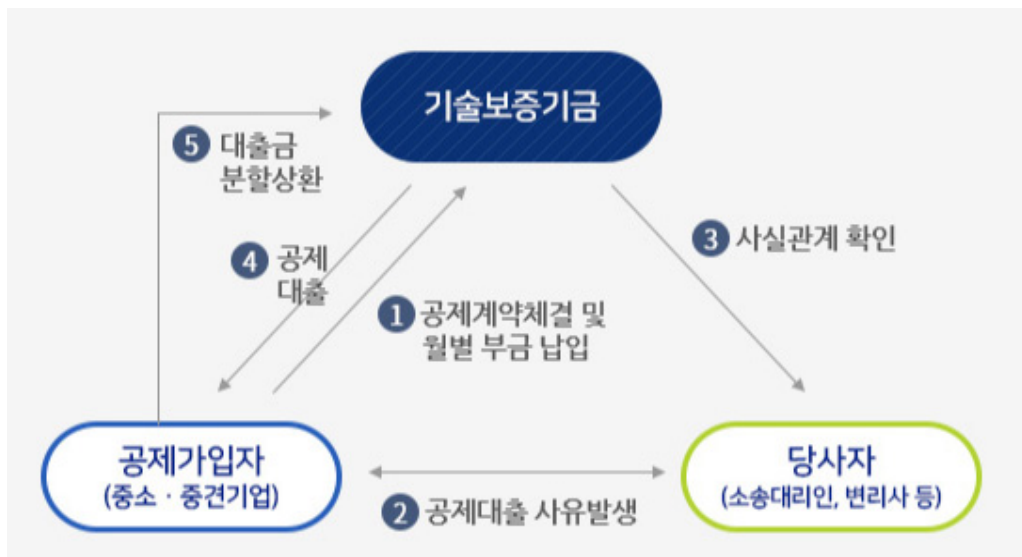 기술보증기금
5 대출금
분할상환
3 사실관계 확인
4 공제
대출
1 공제계약체결 및
월별 부금 납입
공제가입자
(중소 · 중견기업)
당사자
(소송대리인, 변리사 등)
2 공제대출 사유발생